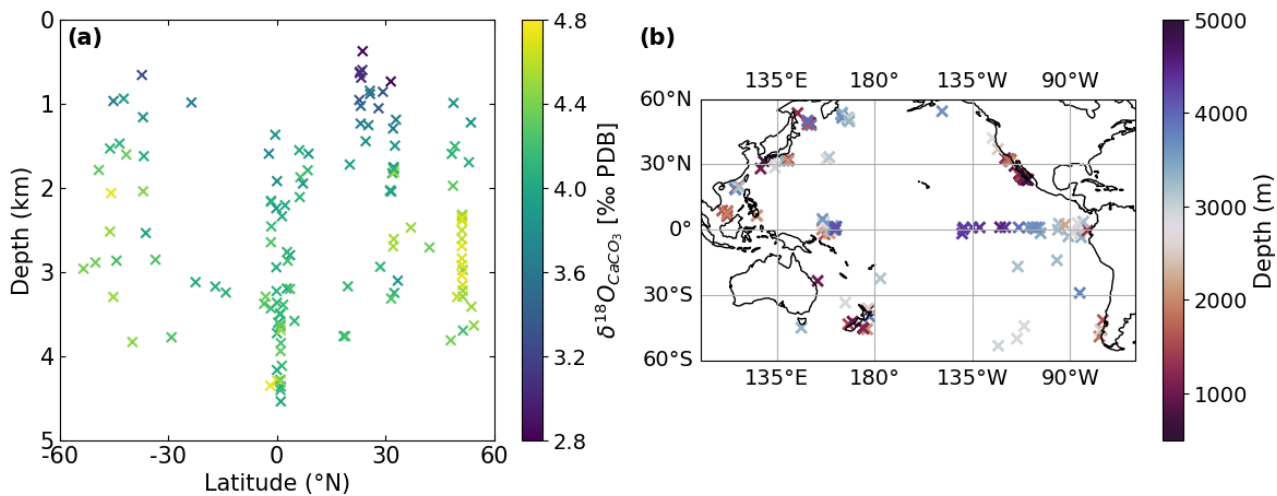 (a)
0
1
2
3
4
5
-60
-30
0
30
60
Depth (km)
Latitude (°N)
4.8
4.4
4.0
3.6
3.2
2.8
δ18O CaCO3 [‰ PDB]
(b)
135°E 180° 135°W 90°W
60°N
30°N
0°
30°S
60°S
135°E 180° 135°W 90°W
5000
4000
3000
2000
1000
Depth (m)